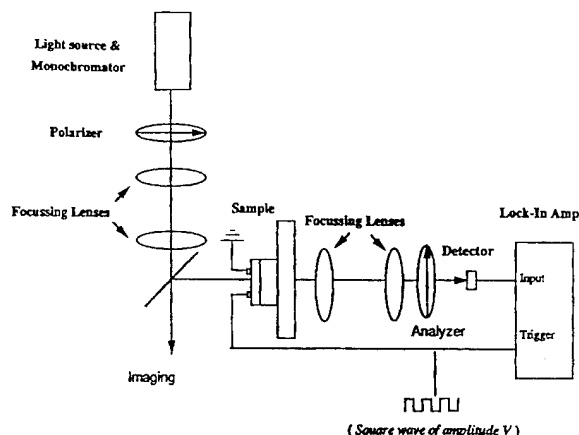 Light source &
Monochromator
Polarizer
Focussing Lenses
Sample
Focussing Lenses
Lock-In Amp
Detector
Input
Analyzer
Trigger
Imaging
( Square wave of amplitude V )